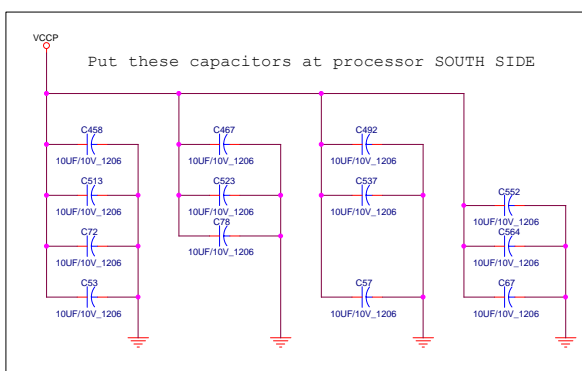 VCCP
Put these capacitors at processor SOUTH SIDE
C458
10UF/10V_1206
C513
10UF/10V_1206
C72
10UF/10V_1206
C53
10UF/10V_1206
C467
10UF/10V_1206
C523
10UF/10V_1206
C78
10UF/10V_1206
C492
10UF/10V_1206
C537
10UF/10V_1206
C57
10UF/10V_1206
C552
10UF/10V_1206
C564
10UF/10V_1206
C67
10UF/10V_1206